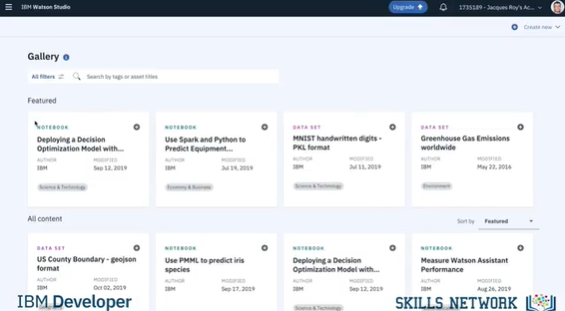 IBM Watson Studio
Upgrade
1735189 - Jacques Roy's Ac...
Create new
Gallery
All filters
Search by tags or asset titles
Featured
NOTEBOOK
Deploying a Decision
Optimization Model with...
AUTHOR MODIFIED
IBM Sep 12, 2019
Science & Technology
NOTEBOOK
Use Spark and Python to
Predict Equipment...
AUTHOR MODIFIED
IBM Jul 19, 2019
Economy & Business
DATA SET
MNIST handwritten digits -
PKL format
AUTHOR MODIFIED
IBM Jul 11, 2019
Science & Technology
DATA SET
Greenhouse Gas Emissions
worldwide
AUTHOR MODIFIED
IBM May 22, 2016
Environment
All content
Sort by Featured
DATA SET
US County Boundary - geojson
format
AUTHOR MODIFIED
IBM Oct 02, 2019
NOTEBOOK
Use PMML to predict iris
species
AUTHOR MODIFIED
IBM Sep 17, 2019
NOTEBOOK
Deploying a Decision
Optimization Model with...
AUTHOR MODIFIED
IBM Sep 12, 2019
NOTEBOOK
Measure Watson Assistant
Performance
AUTHOR MODIFIED
IBM Aug 26, 2019
IBM Developer
SKILLS NETWORK